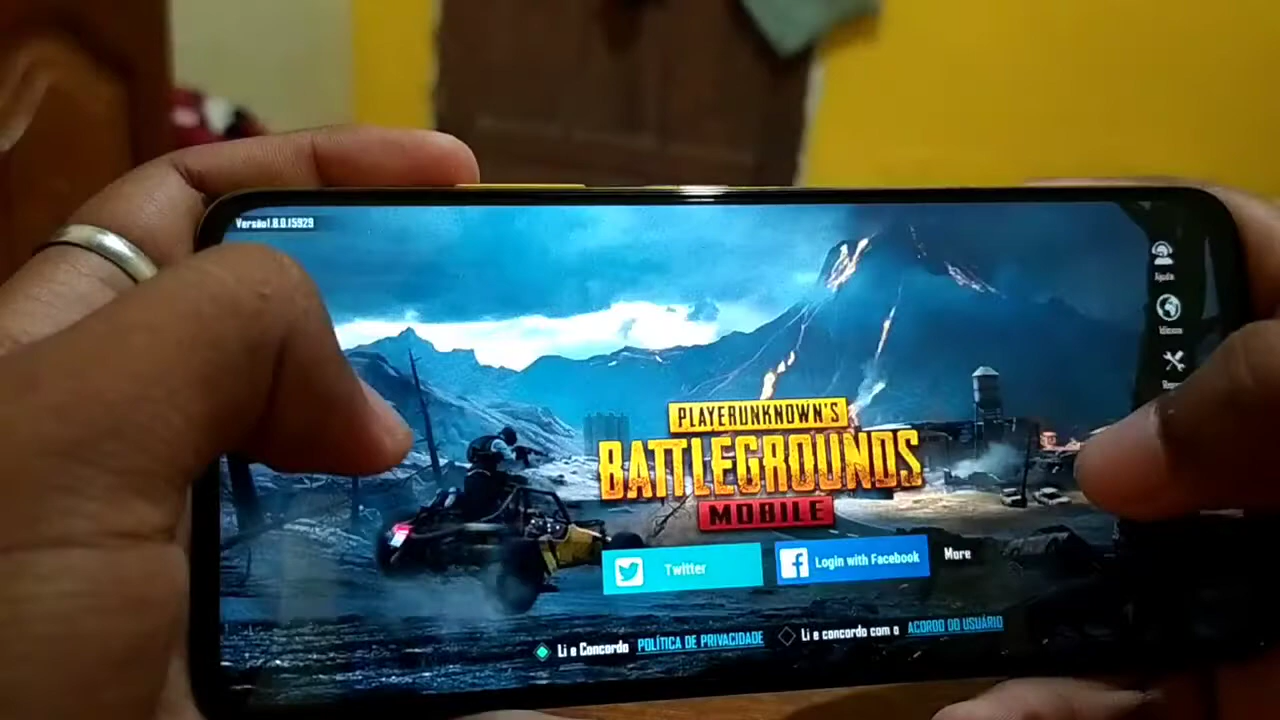 Versão1.8.0.15929
Ajuda
Idioma
PLAYERUNKNOWN'S
BATTLEGROUNDS
MOBILE
Twitter
Login with Facebook
More
Li e Concordo POLÍTICA DE PRIVACIDADE
Li e concordo com o ACORDO DO USUÁRIO